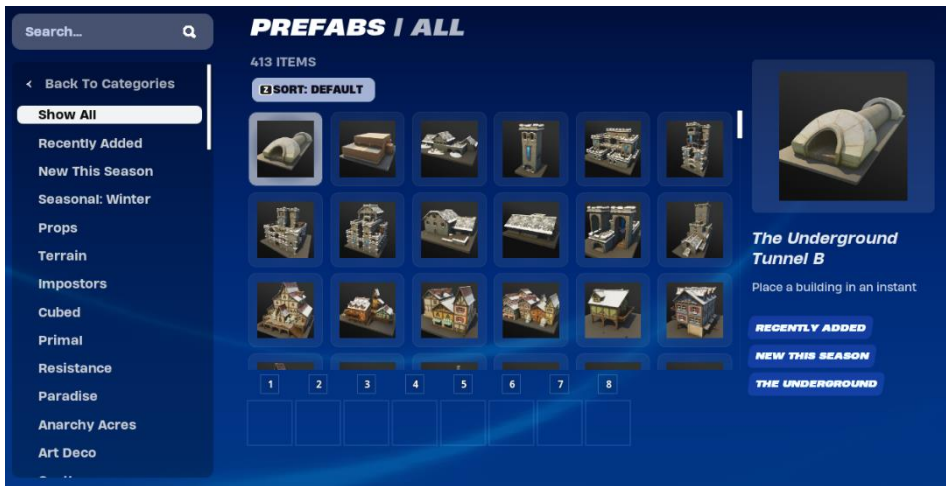 Search...
PREFABS / ALL
413 ITEMS
Z SORT: DEFAULT
< Back To Categories
Show All
Recently Added
New This Season
Seasonal: Winter
Props
Terrain
Impostors
Cubed
Primal
Resistance
Paradise
Anarchy Acres
Art Deco
1 2 3 4 5 6 7 8
The Underground
Tunnel B
Place a building in an instant
RECENTLY ADDED
NEW THIS SEASON
THE UNDERGROUND